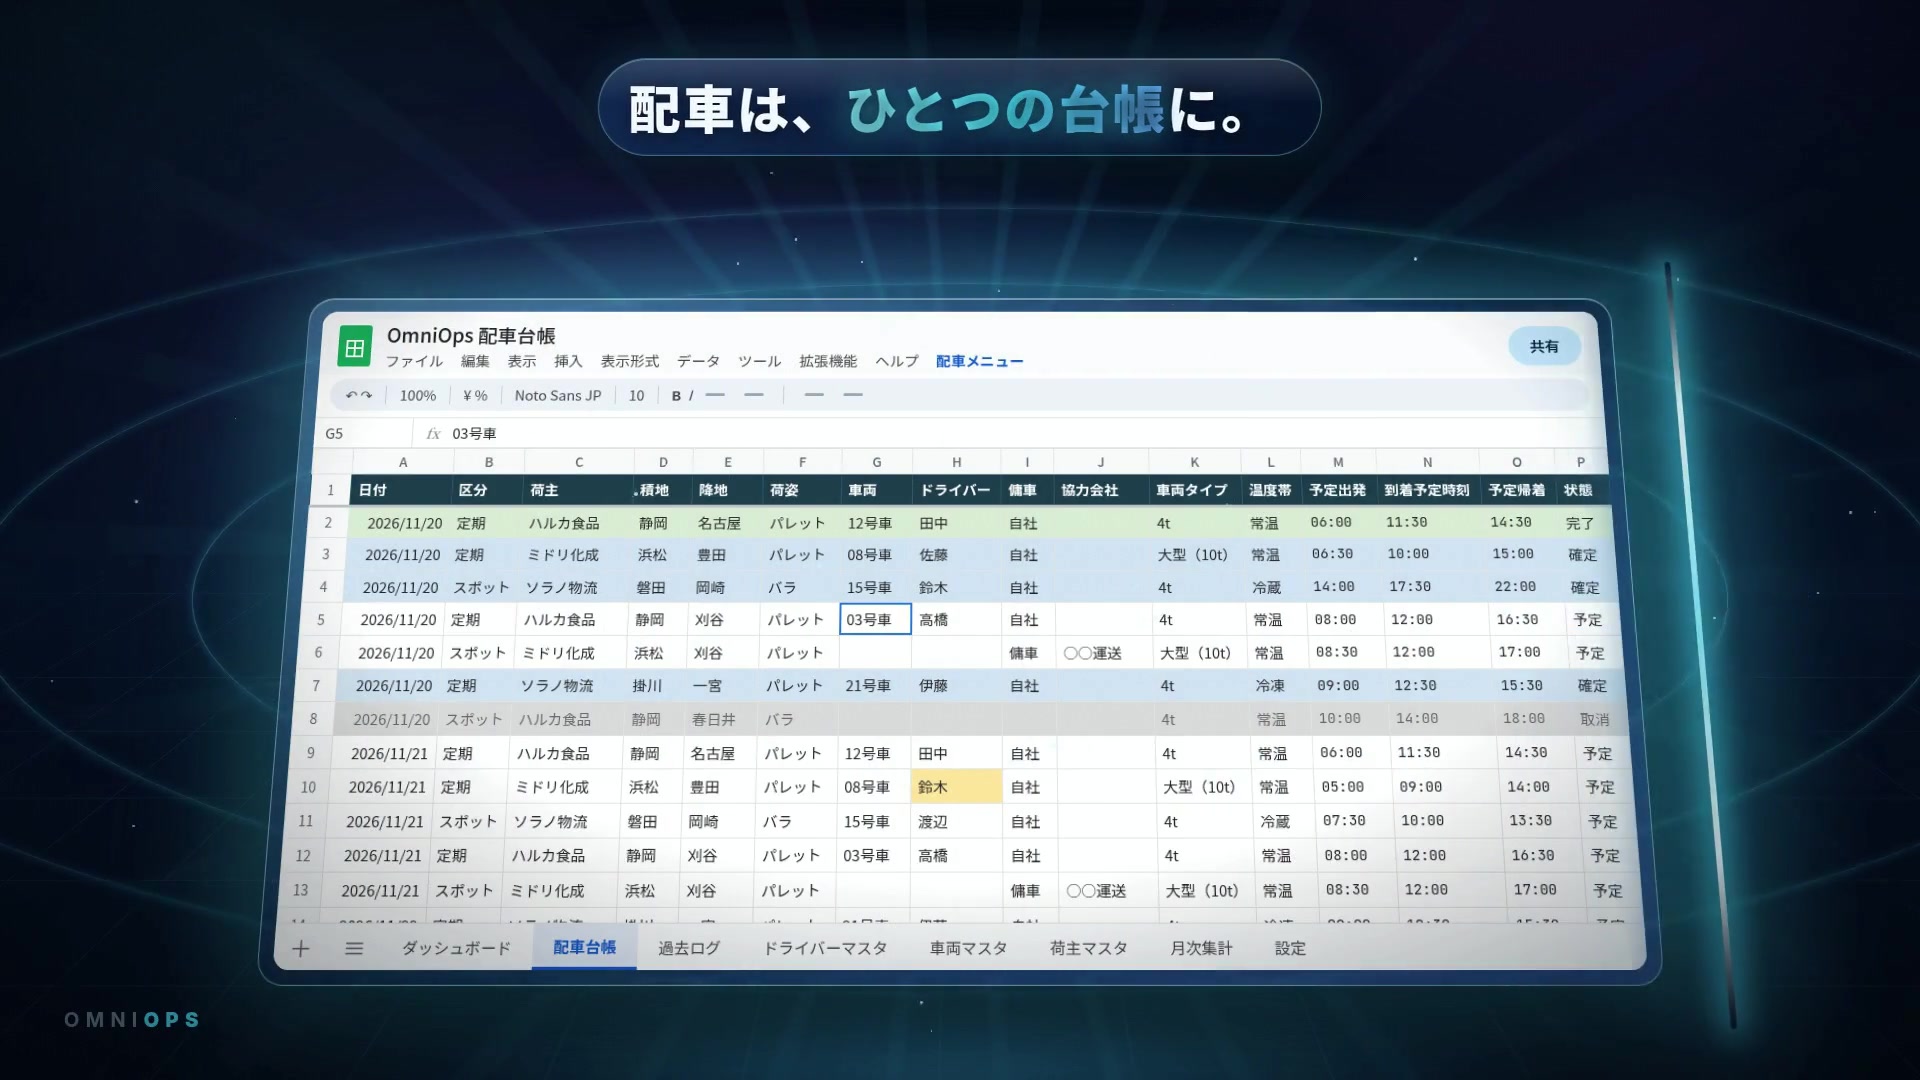 配車は、ひとつの台帳に。
OmniOps 配車台帳
ファイル 編集 表示 挿入 表示形式 データ ツール 拡張機能 ヘルプ 配車メニュー
共有
100% ¥ % Noto Sans JP 10 B I
G5 fx 03号車
A B C D E F G H I J K L M N O P
1 日付 区分 荷主 積地 降地 荷姿 車両 ドライバー 傭車 協力会社 車両タイプ 温度帯 予定出発 到着予定時刻 予定帰着 状態
2 2026/11/20 定期 ハルカ食品 静岡 名古屋 パレット 12号車 田中 自社 4t 常温 06:00 11:30 14:30 完了
3 2026/11/20 定期 ミドリ化成 浜松 豊田 パレット 08号車 佐藤 自社 大型（10t） 常温 06:30 10:00 15:00 確定
4 2026/11/20 スポット ソラノ物流 磐田 岡崎 バラ 15号車 鈴木 自社 4t 冷蔵 14:00 17:30 22:00 確定
5 2026/11/20 定期 ハルカ食品 静岡 刈谷 パレット 03号車 高橋 自社 4t 常温 08:00 12:00 16:30 予定
6 2026/11/20 スポット ミドリ化成 浜松 刈谷 パレット 傭車 〇〇運送 大型（10t） 常温 08:30 12:00 17:00 予定
7 2026/11/20 定期 ソラノ物流 掛川 一宮 パレット 21号車 伊藤 自社 4t 冷凍 09:00 12:30 15:30 確定
8 2026/11/20 スポット ハルカ食品 静岡 春日井 バラ 4t 常温 10:00 14:00 18:00 取消
9 2026/11/21 定期 ハルカ食品 静岡 名古屋 パレット 12号車 田中 自社 4t 常温 06:00 11:30 14:30 予定
10 2026/11/21 定期 ミドリ化成 浜松 豊田 パレット 08号車 鈴木 自社 大型（10t） 常温 05:00 09:00 14:00 予定
11 2026/11/21 スポット ソラノ物流 磐田 岡崎 バラ 15号車 渡辺 自社 4t 冷蔵 07:30 10:00 13:30 予定
12 2026/11/21 定期 ハルカ食品 静岡 刈谷 パレット 03号車 高橋 自社 4t 常温 08:00 12:00 16:30 予定
13 2026/11/21 スポット ミドリ化成 浜松 刈谷 パレット 傭車 〇〇運送 大型（10t） 常温 08:30 12:00 17:00 予定
ダッシュボード 配車台帳 過去ログ ドライバーマスタ 車両マスタ 荷主マスタ 月次集計 設定
OMNIOPS